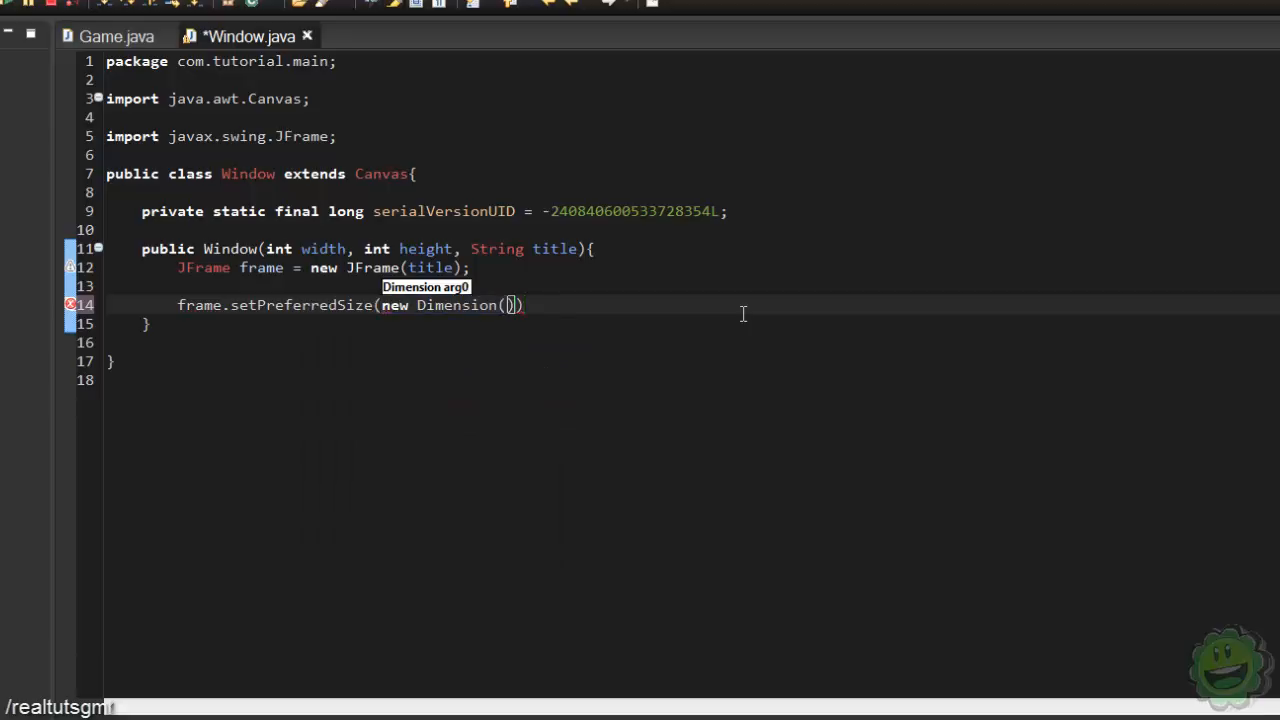 Game.java *Window.java
1 package com.tutorial.main;
2
3 import java.awt.Canvas;
4
5 import javax.swing.JFrame;
6
7 public class Window extends Canvas{
8
9 private static final long serialVersionUID = -240840600533728354L;
10
11 public Window(int width, int height, String title){
12 JFrame frame = new JFrame(title);
13 Dimension arg0
14 frame.setPreferredSize(new Dimension())
15 }
16
17 }
18
/realtutsgmr